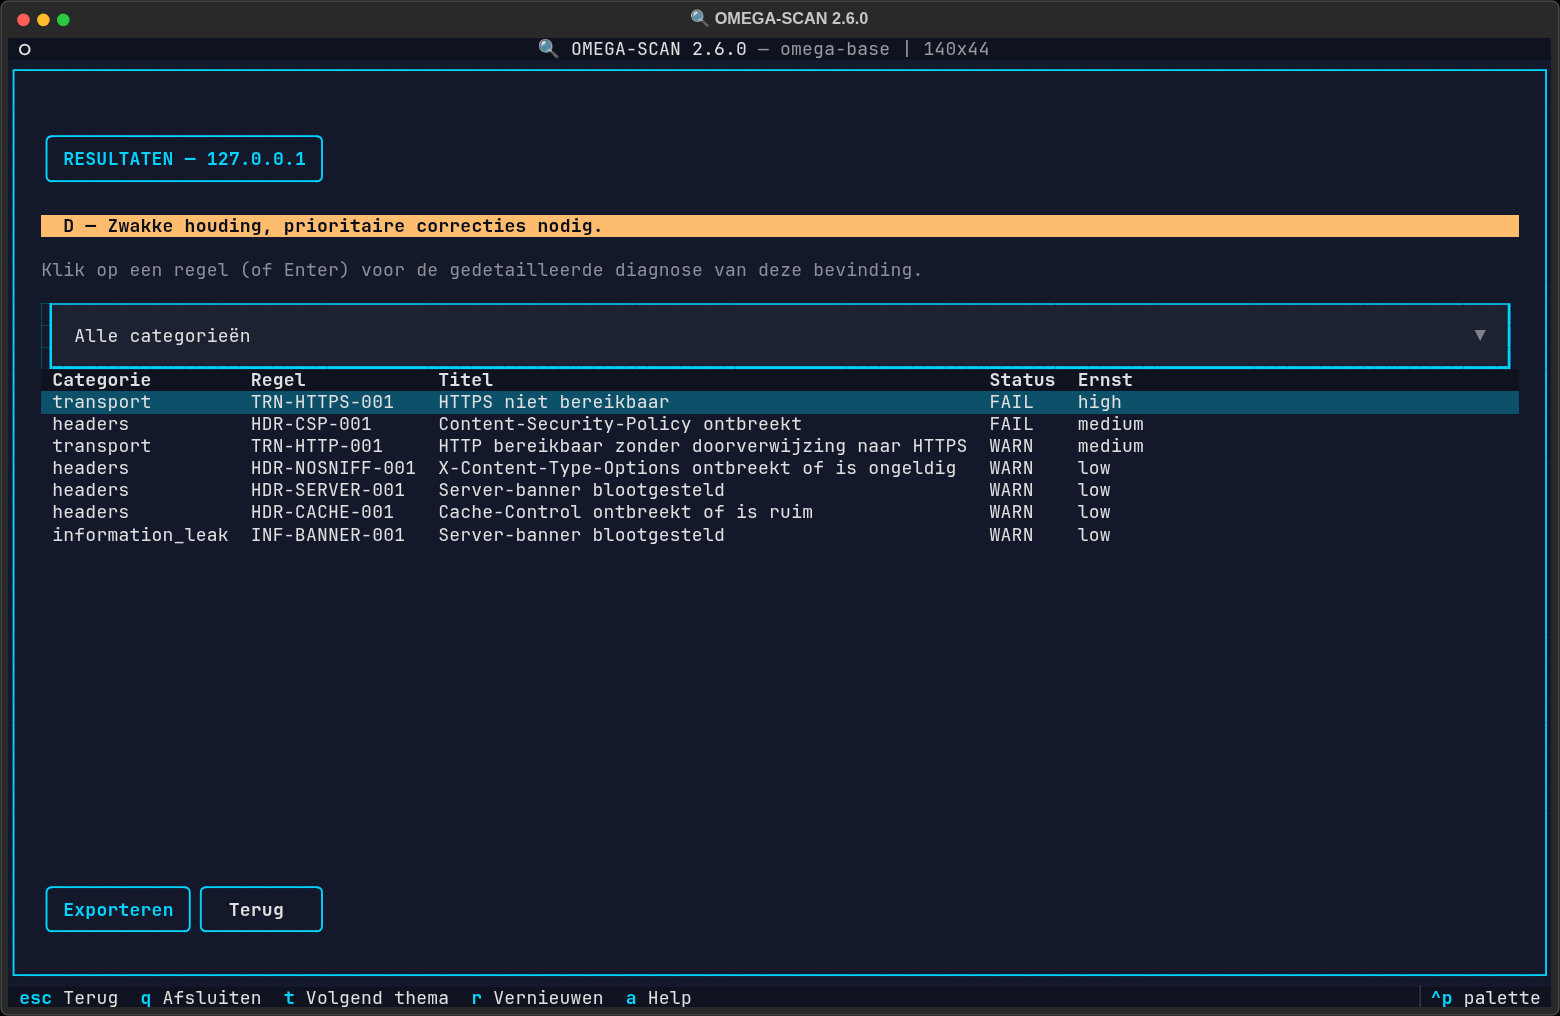 🔍 OMEGA-SCAN 2.6.0
🔍 OMEGA-SCAN 2.6.0 — omega-base | 140x44
RESULTATEN — 127.0.0.1
D — Zwakke houding, prioritaire correcties nodig.
Klik op een regel (of Enter) voor de gedetailleerde diagnose van deze bevinding.
Alle categorieën ▼
Categorie Regel Titel Status Ernst
transport TRN-HTTPS-001 HTTPS niet bereikbaar FAIL high
headers HDR-CSP-001 Content-Security-Policy ontbreekt FAIL medium
transport TRN-HTTP-001 HTTP bereikbaar zonder doorverwijzing naar HTTPS WARN medium
headers HDR-NOSNIFF-001 X-Content-Type-Options ontbreekt of is ongeldig WARN low
headers HDR-SERVER-001 Server-banner blootgesteld WARN low
headers HDR-CACHE-001 Cache-Control ontbreekt of is ruim WARN low
information_leak INF-BANNER-001 Server-banner blootgesteld WARN low
Exporteren Terug
esc Terug q Afsluiten t Volgend thema r Vernieuwen a Help ^p palette